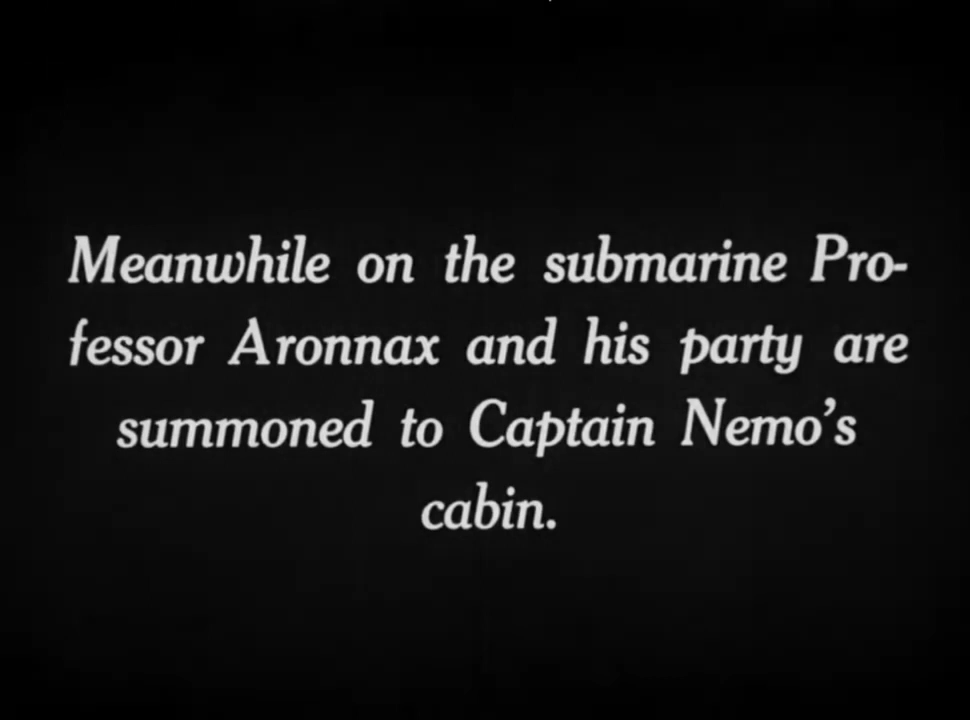 Meanwhile on the submarine Pro-
fessor Aronnax and his party are
summoned to Captain Nemo’s
cabin.